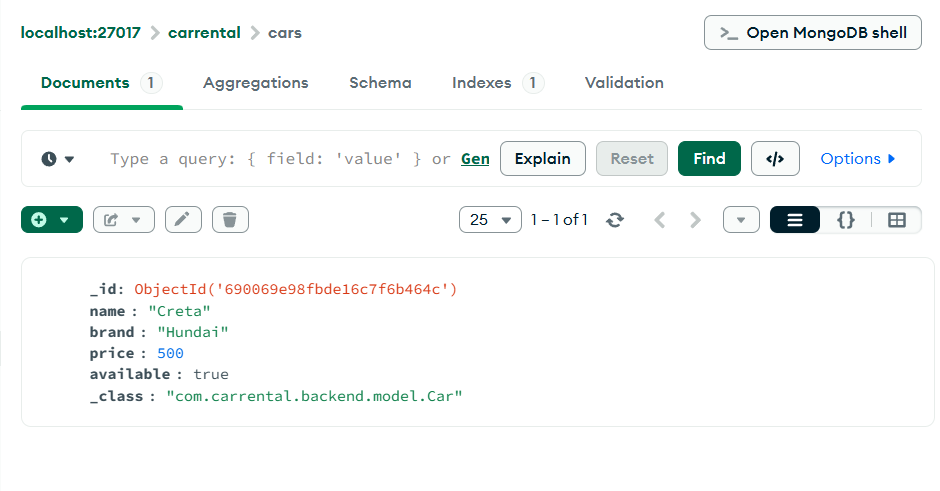 localhost:27017 > carrental > cars
>_ Open MongoDB shell
Documents 1 Aggregations Schema Indexes 1 Validation
Type a query: { field: 'value' } or Gen Explain Reset Find </> Options
25 1 – 1 of 1 {}
_id: ObjectId('690069e98fbde16c7f6b464c')
name : "Creta"
brand : "Hundai"
price : 500
available : true
_class : "com.carrental.backend.model.Car"